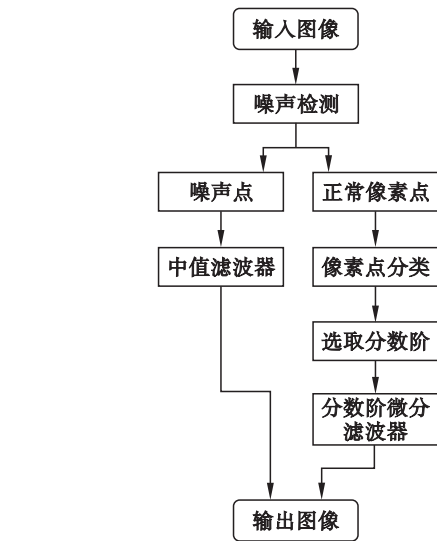 输入图像
噪声检测
噪声点
正常像素点
中值滤波器
像素点分类
选取分数阶
分数阶微分
滤波器
输出图像